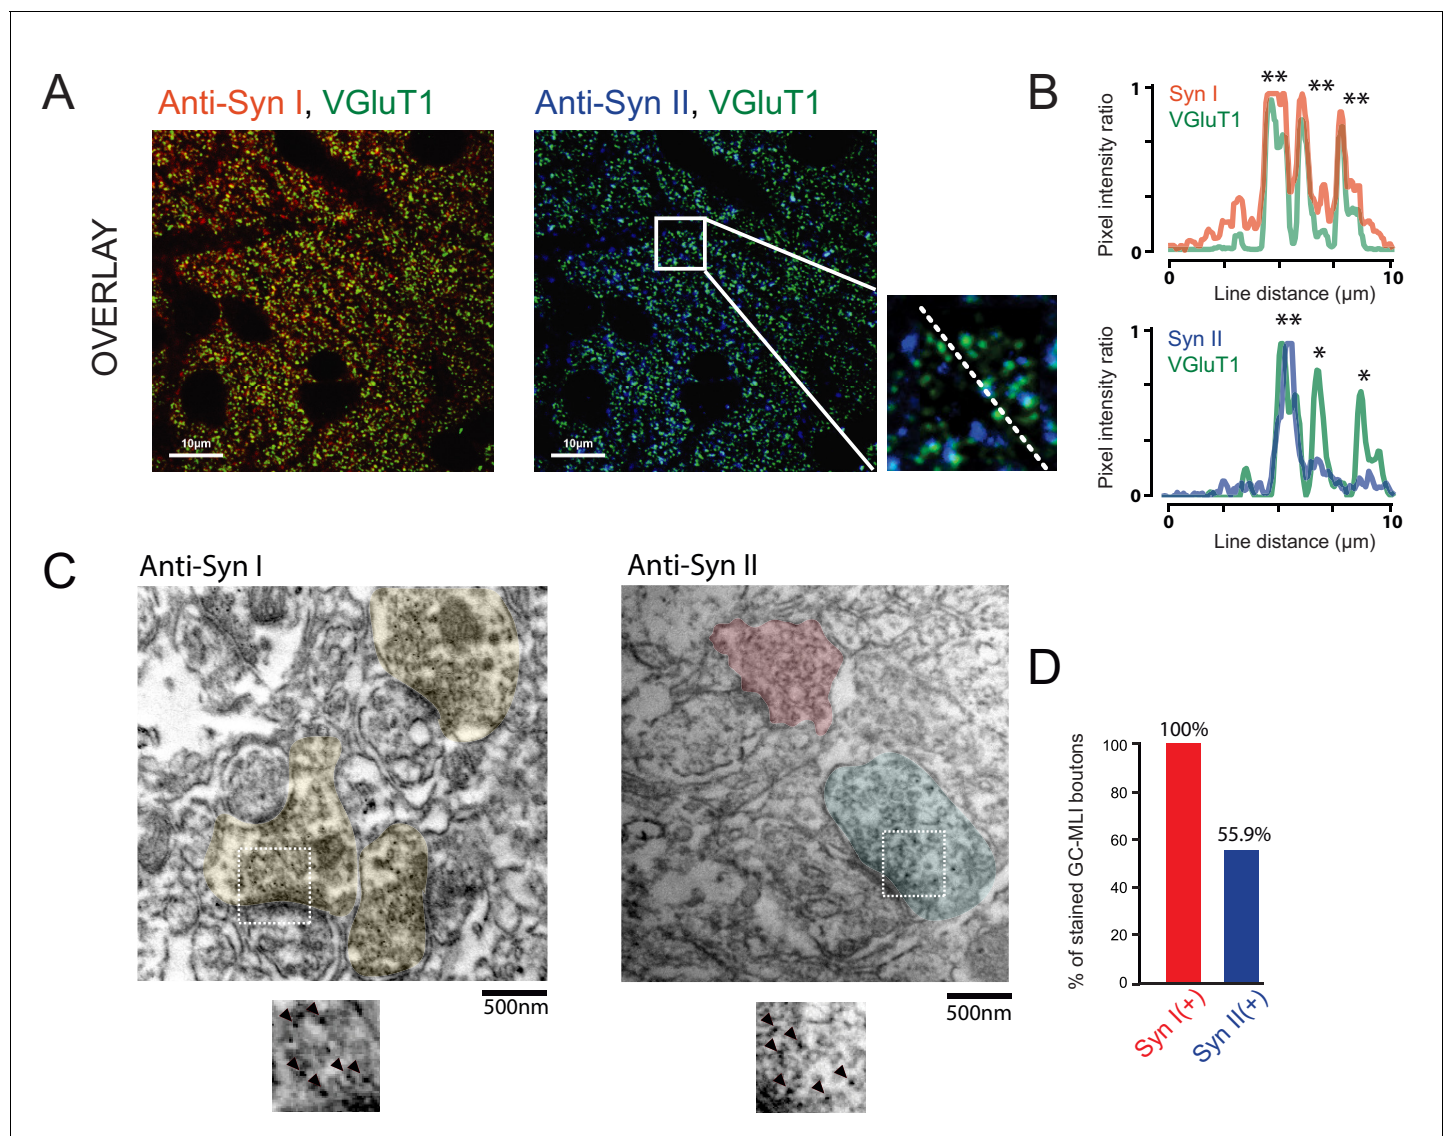 A
Anti-Syn I, VGluT1
Anti-Syn II, VGluT1
OVERLAY
10µm
10µm
B
Syn I
VGluT1
**
**
**
Pixel intensity ratio
1
0
0
10
Line distance (µm)
Syn II
VGluT1
**
*
*
Pixel intensity ratio
1
0
0
10
Line distance (µm)
C
Anti-Syn I
Anti-Syn II
500nm
500nm
D
% of stained GC-MLI boutons
100
80
60
40
20
0
100%
55.9%
Syn I(+)
Syn II(+)